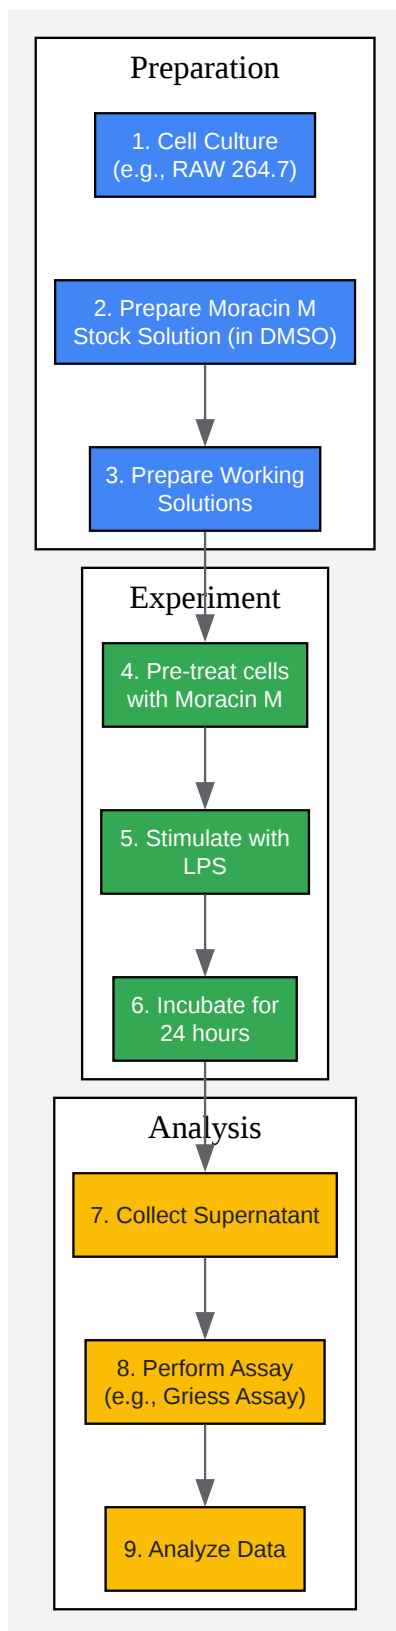 Preparation
1. Cell Culture
(e.g., RAW 264.7)
2. Prepare Moracin M
Stock Solution (in DMSO)
3. Prepare Working
Solutions
Experiment
4. Pre-treat cells
with Moracin M
5. Stimulate with
LPS
6. Incubate for
24 hours
Analysis
7. Collect Supernatant
8. Perform Assay
(e.g., Griess Assay)
9. Analyze Data